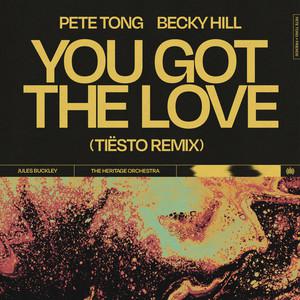 PETE TONG BECKY HILL
YOU GOT
THE LOVE
(TIËSTO REMIX)
JULES BUCKLEY THE HERITAGE ORCHESTRA